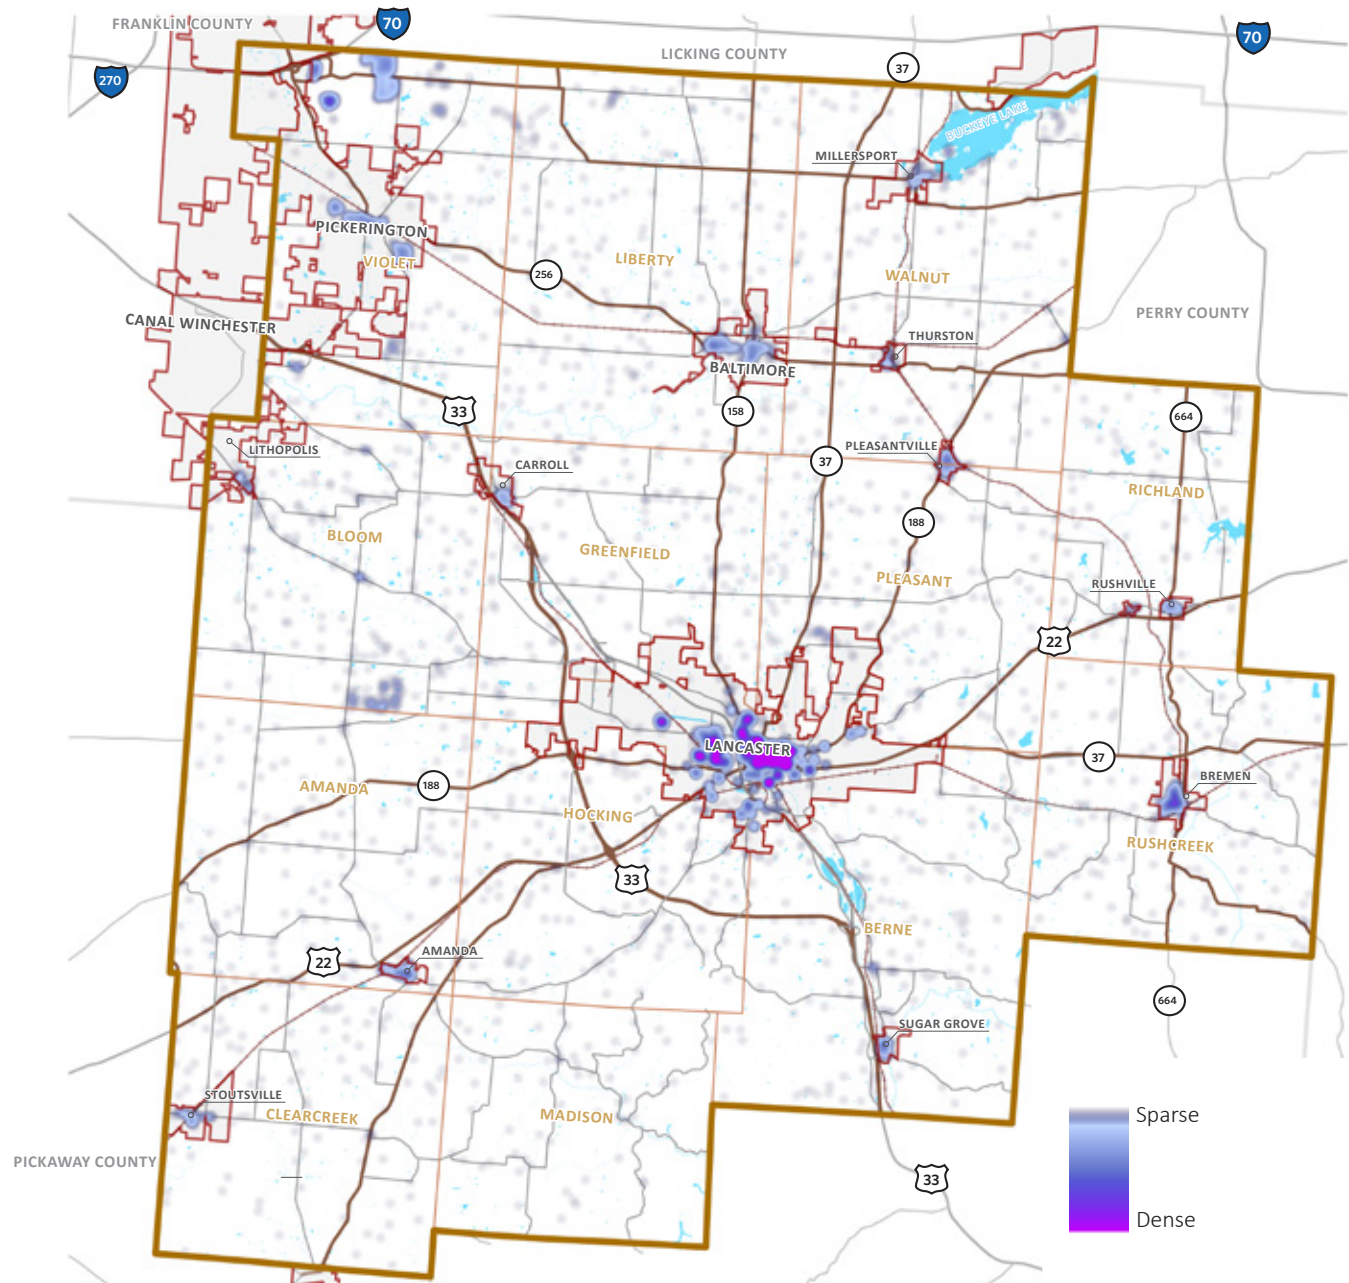 FRANKLIN COUNTY
70
LICKING COUNTY
37
70
270
BUCKEYE LAKE
MILLERSPORT
PICKERINGTON
VIOLET
LIBERTY
256
WALNUT
CANAL WINCHESTER
PERRY COUNTY
THURSTON
BALTIMORE
33
158
664
LITHOPOLIS
PLEASANTVILLE
CARROLL
37
RICHLAND
188
BLOOM
GREENFIELD
PLEASANT
RUSHVILLE
22
LANCASTER
37
BREMEN
AMANDA
188
HOCKING
RUSHCREEK
33
BERNE
AMANDA
22
664
SUGAR GROVE
STOUTSVILLE
CLEARCREEK
MADISON
Sparse
PICKAWAY COUNTY
33
Dense